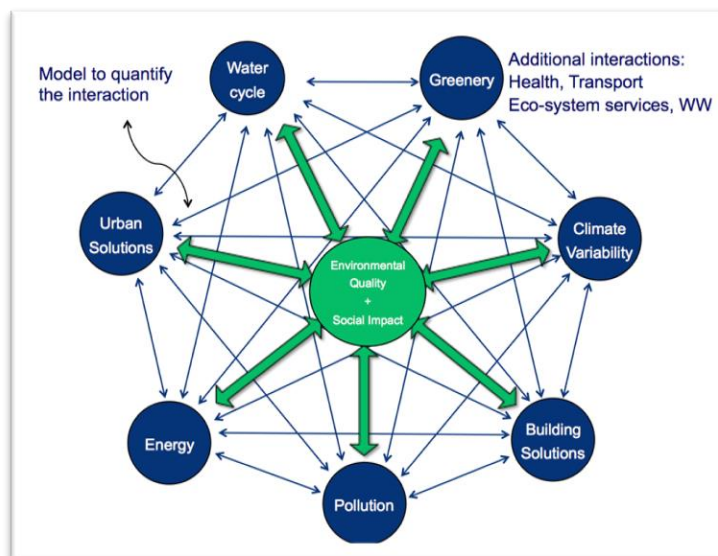 Model to quantify
the interaction
Water
cycle
Greenery
Additional interactions:
Health, Transport
Eco-system services, WW
Urban
Solutions
Climate
Variability
Environmental
Quality
+
Social Impact
Energy
Building
Solutions
Pollution